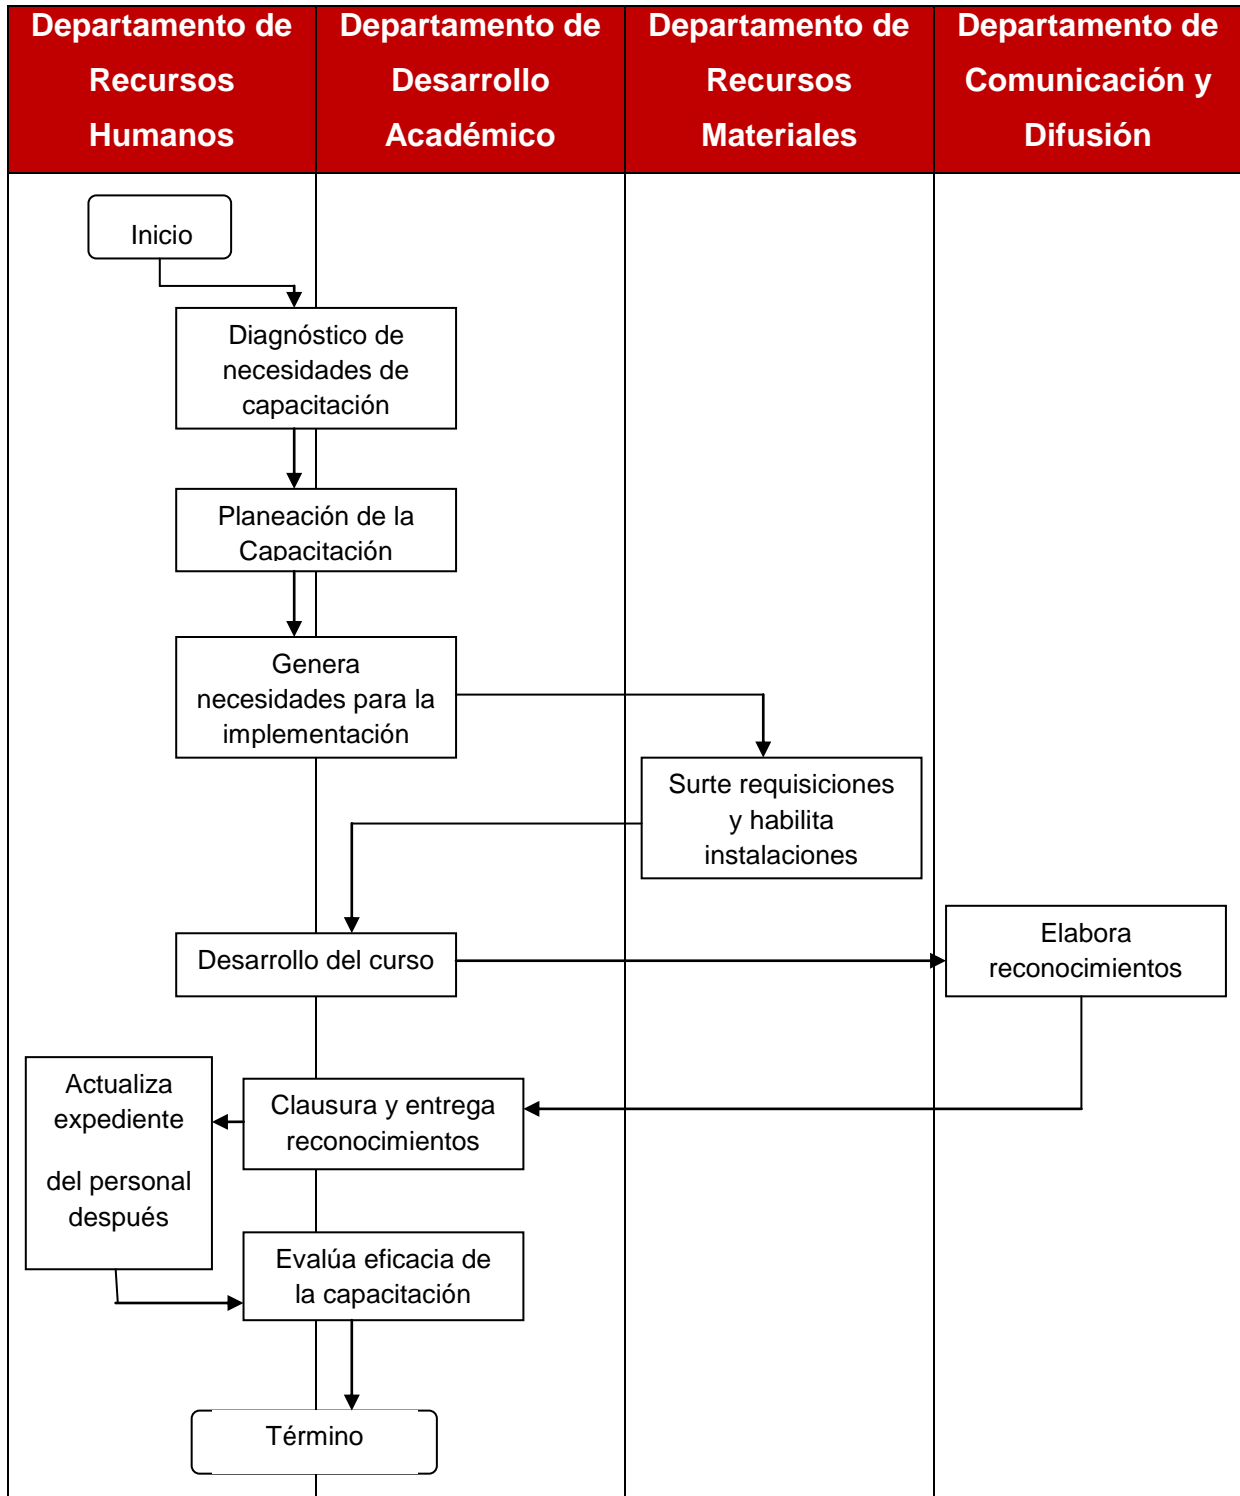 Departamento de
Recursos
Humanos
Departamento de
Desarrollo
Académico
Departamento de
Recursos
Materiales
Departamento de
Comunicación y
Difusión
Inicio
Diagnóstico de
necesidades de
capacitación
Planeación de la
Capacitación
Genera
necesidades para la
implementación
Surte requisiciones
y habilita
instalaciones
Desarrollo del curso
Elabora
reconocimientos
Clausura y entrega
reconocimientos
Actualiza
expediente
del personal
después
Evalúa eficacia de
la capacitación
Término